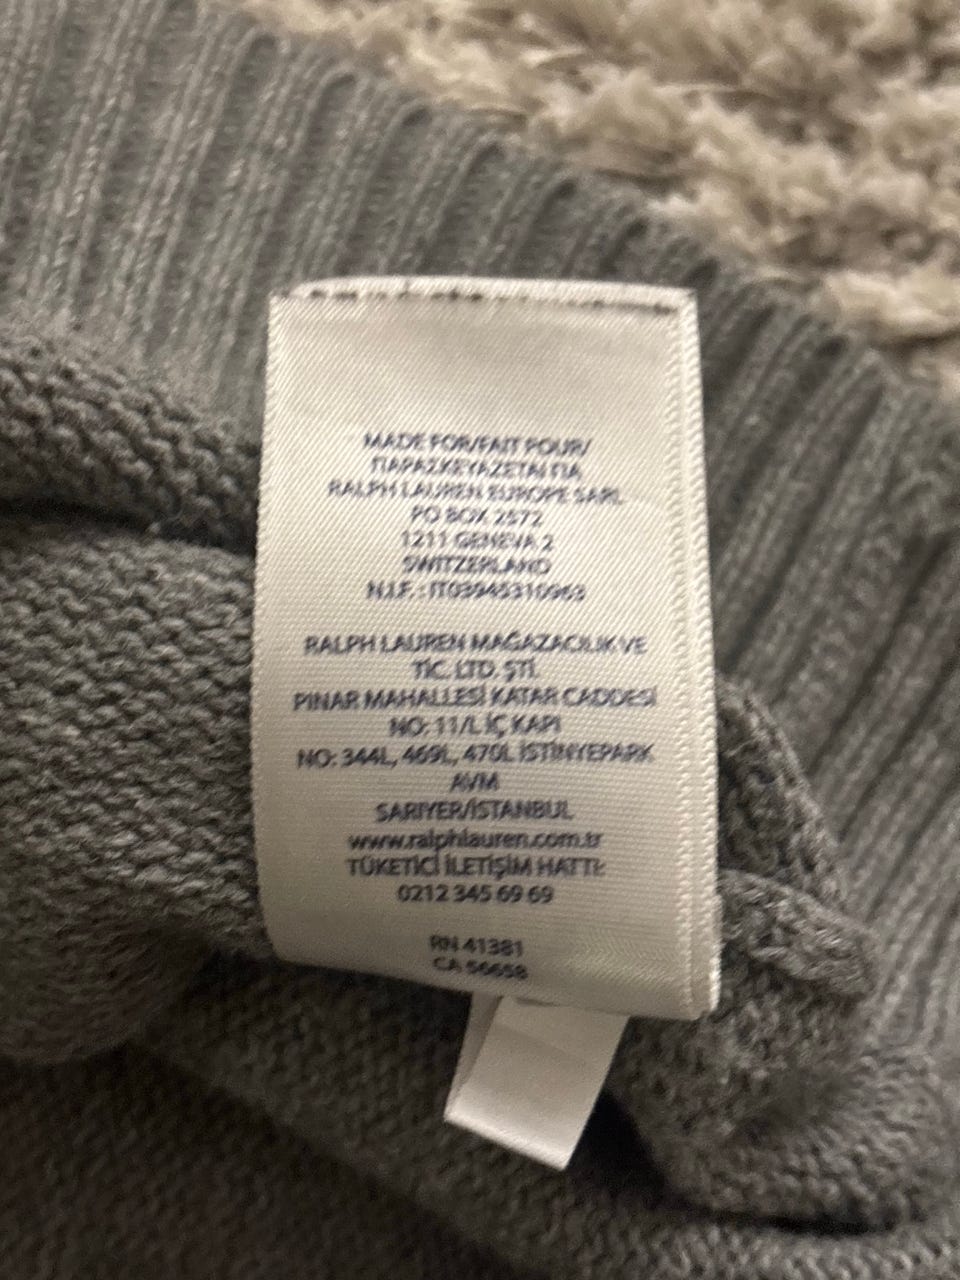 MADE FOR/FAIT POUR/
ΠΑΡΑΣΚΕΥΑΖΕΤΑΙ ΓΙΑ
RALPH LAUREN EUROPE SARL
PO BOX 2572
1211 GENEVA 2
SWITZERLAND
N.I.F. : IT03945310963
RALPH LAUREN MAĞAZACILIK VE
TİC. LTD. ŞTİ.
PINAR MAHALLESİ KATAR CADDESİ
NO: 11/L İÇ KAPI
NO: 344L, 469L, 470L İSTİNYEPARK
AVM
SARIYER/İSTANBUL
www.ralphlauren.com.tr
TÜKETİCİ İLETİŞİM HATTI:
0212 345 69 69
RN 41381
CA 56658